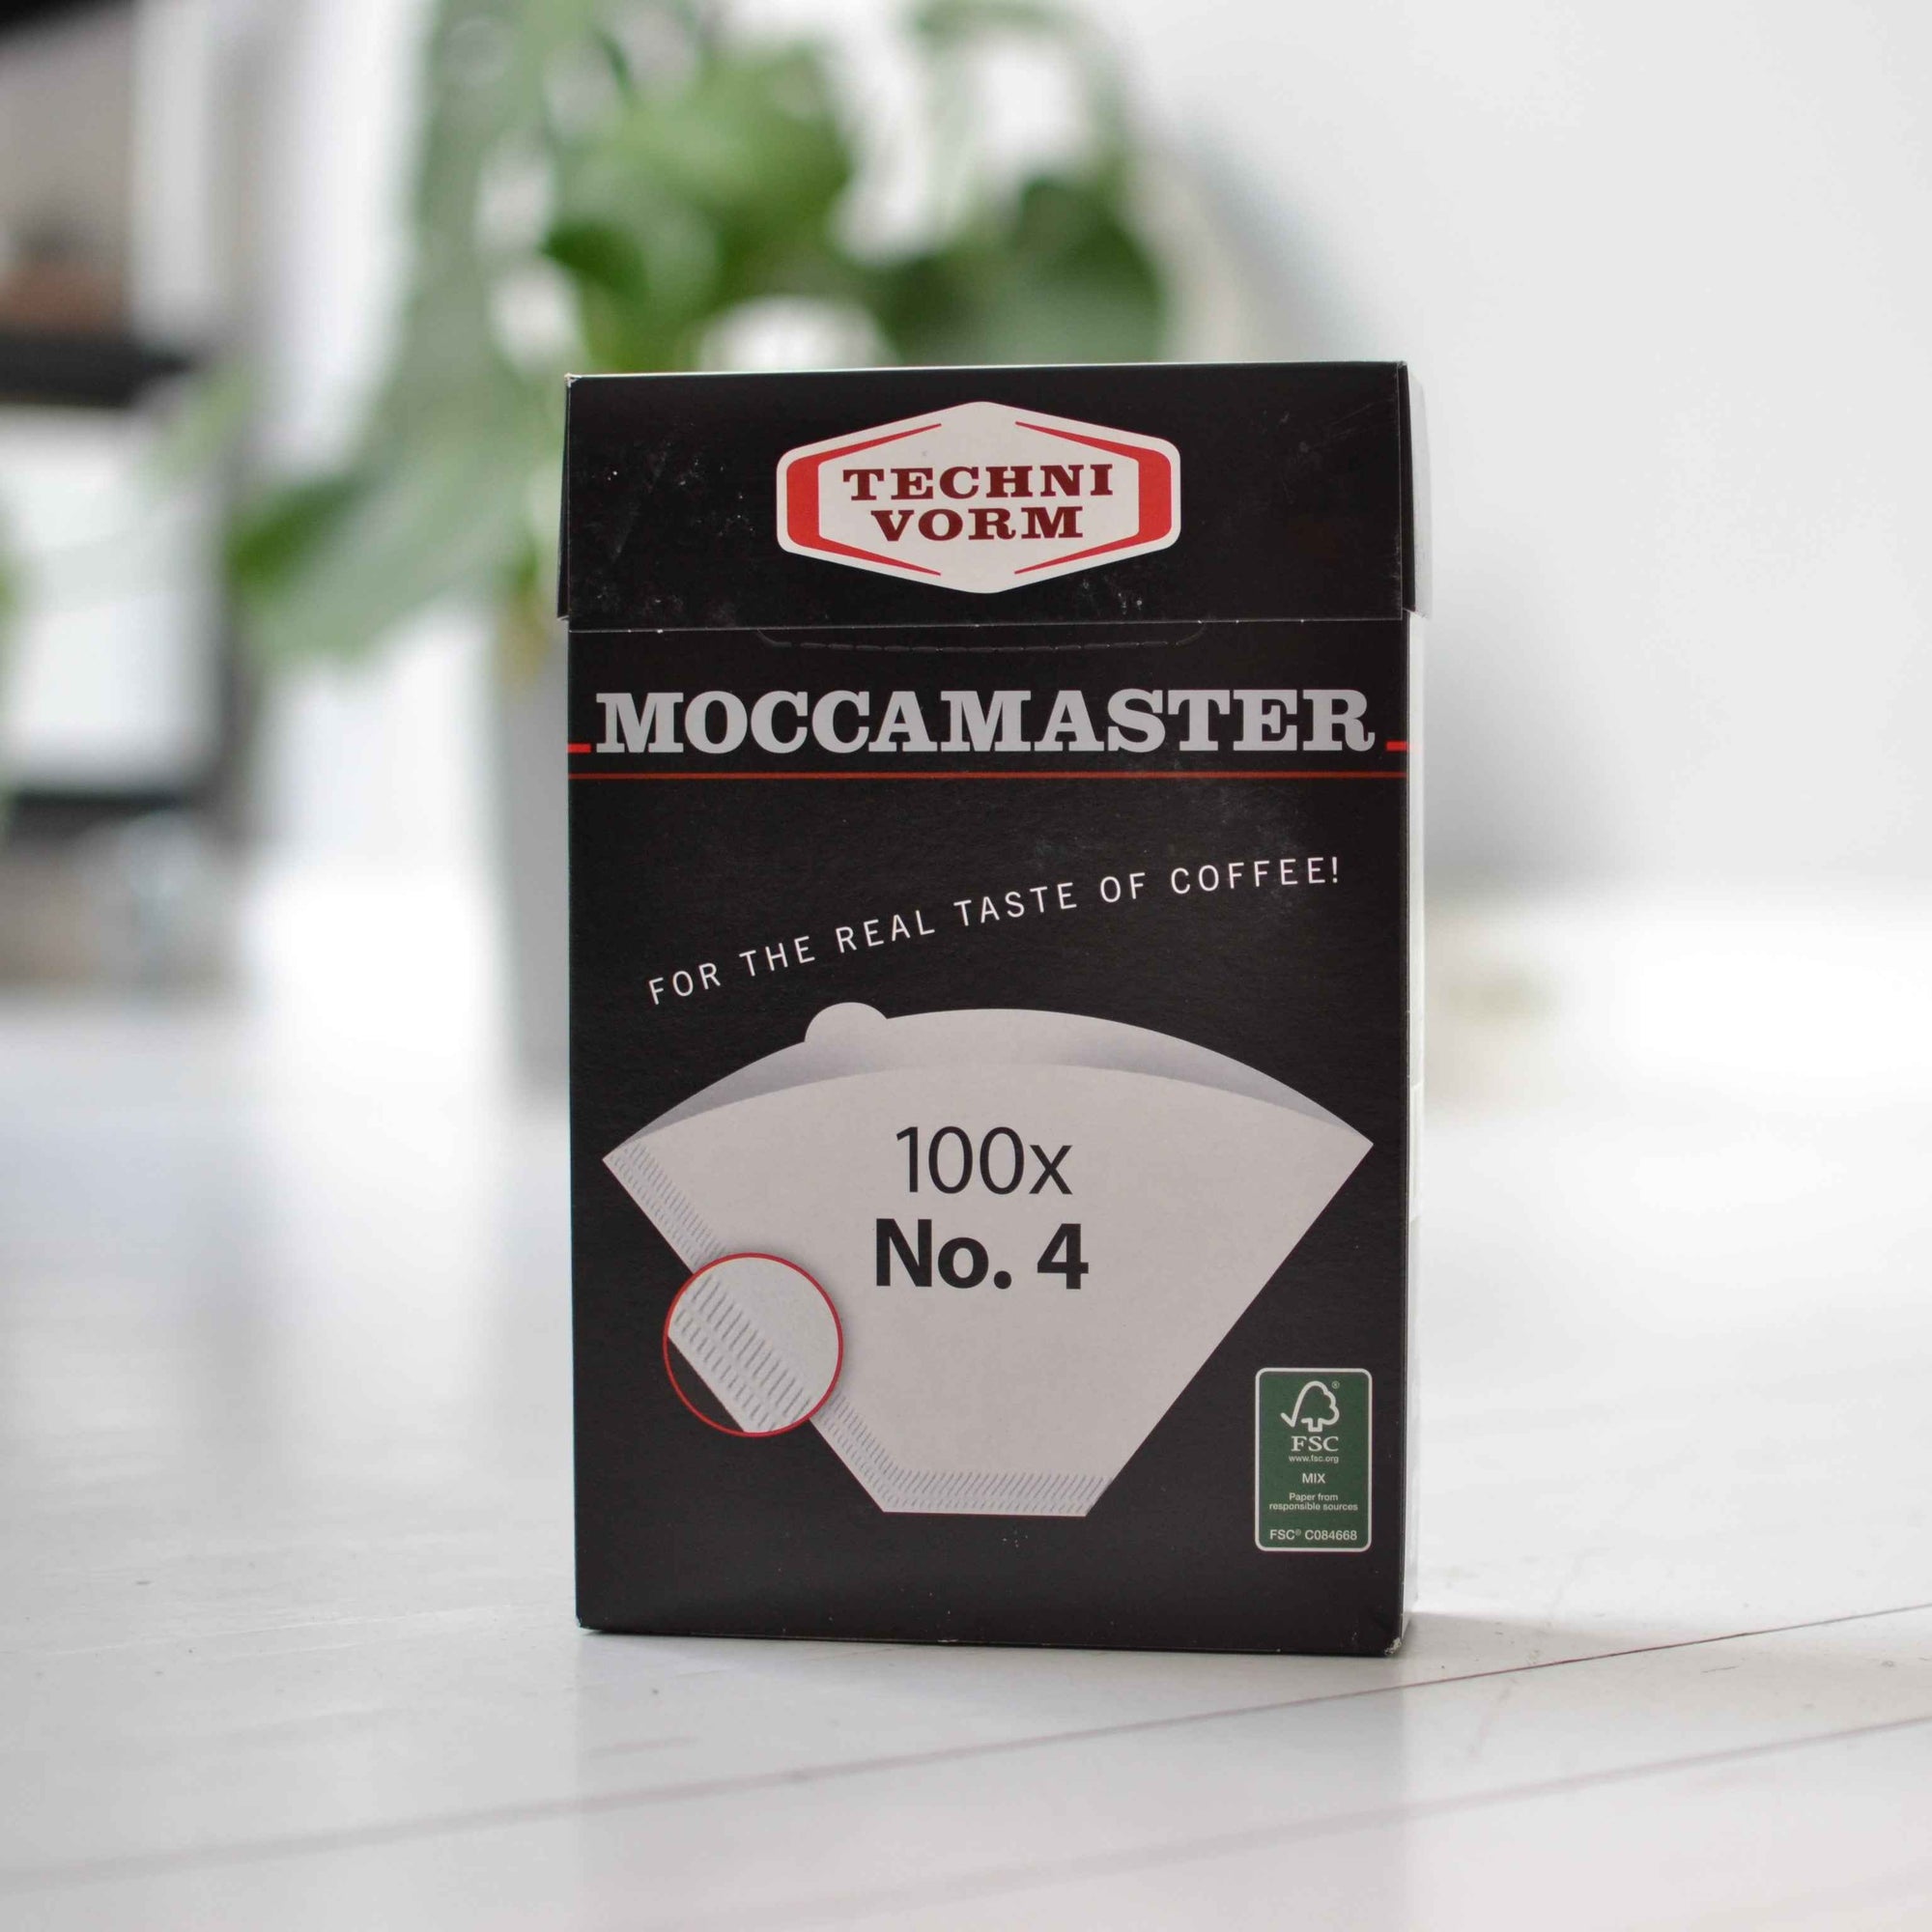 TECHNI
VORM
MOCCAMASTER
FOR THE REAL TASTE OF COFFEE!
100x
No. 4
®
FSC
www.fsc.org
MIX
Paper from
responsible sources
FSC® C084668